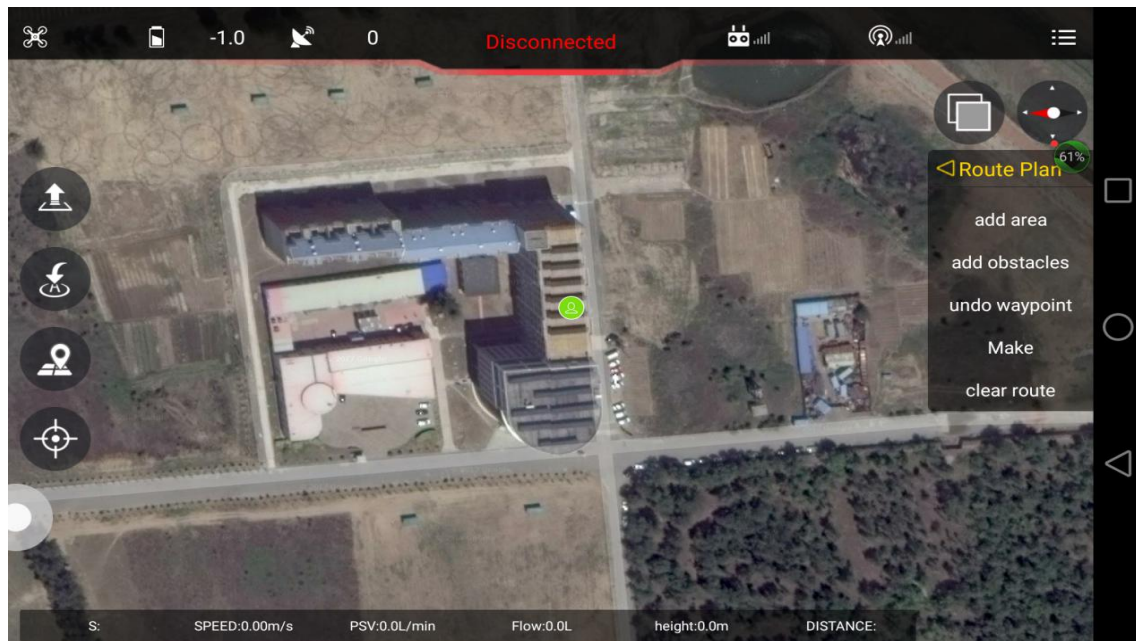 -1.0
0
Disconnected
61%
Route Plan
add area
add obstacles
undo waypoint
Make
clear route
S:
SPEED:0.00m/s
PSV:0.0L/min
Flow:0.0L
height:0.0m
DISTANCE: